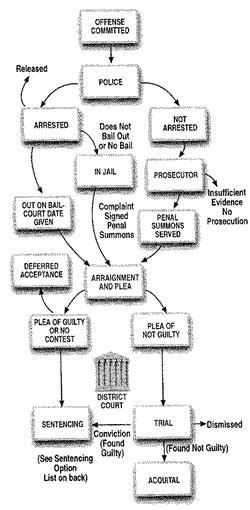 OFFENSE
COMMITTED
Released
POLICE
ARRESTED
Does Not
Bail Out
or No Bail
NOT
ARRESTED
IN JAIL
PROSECUTOR
OUT ON BAIL-
COURT DATE
GIVEN
Complaint
Signed
Penal
Summons
PENAL
SUMMONS
SERVED
Insufficient
Evidence
No
Prosecution
DEFERRED
ACCEPTANCE
ARRAIGNMENT
AND PLEA
PLEA OF GUILTY
OR NO
CONTEST
PLEA OF
NOT GUILTY
DISTRICT
COURT
SENTENCING
Conviction
(Found
Guilty)
TRIAL
Dismissed
(See Sentencing
Option
List on back)
(Found Not Guilty)
ACQUITAL